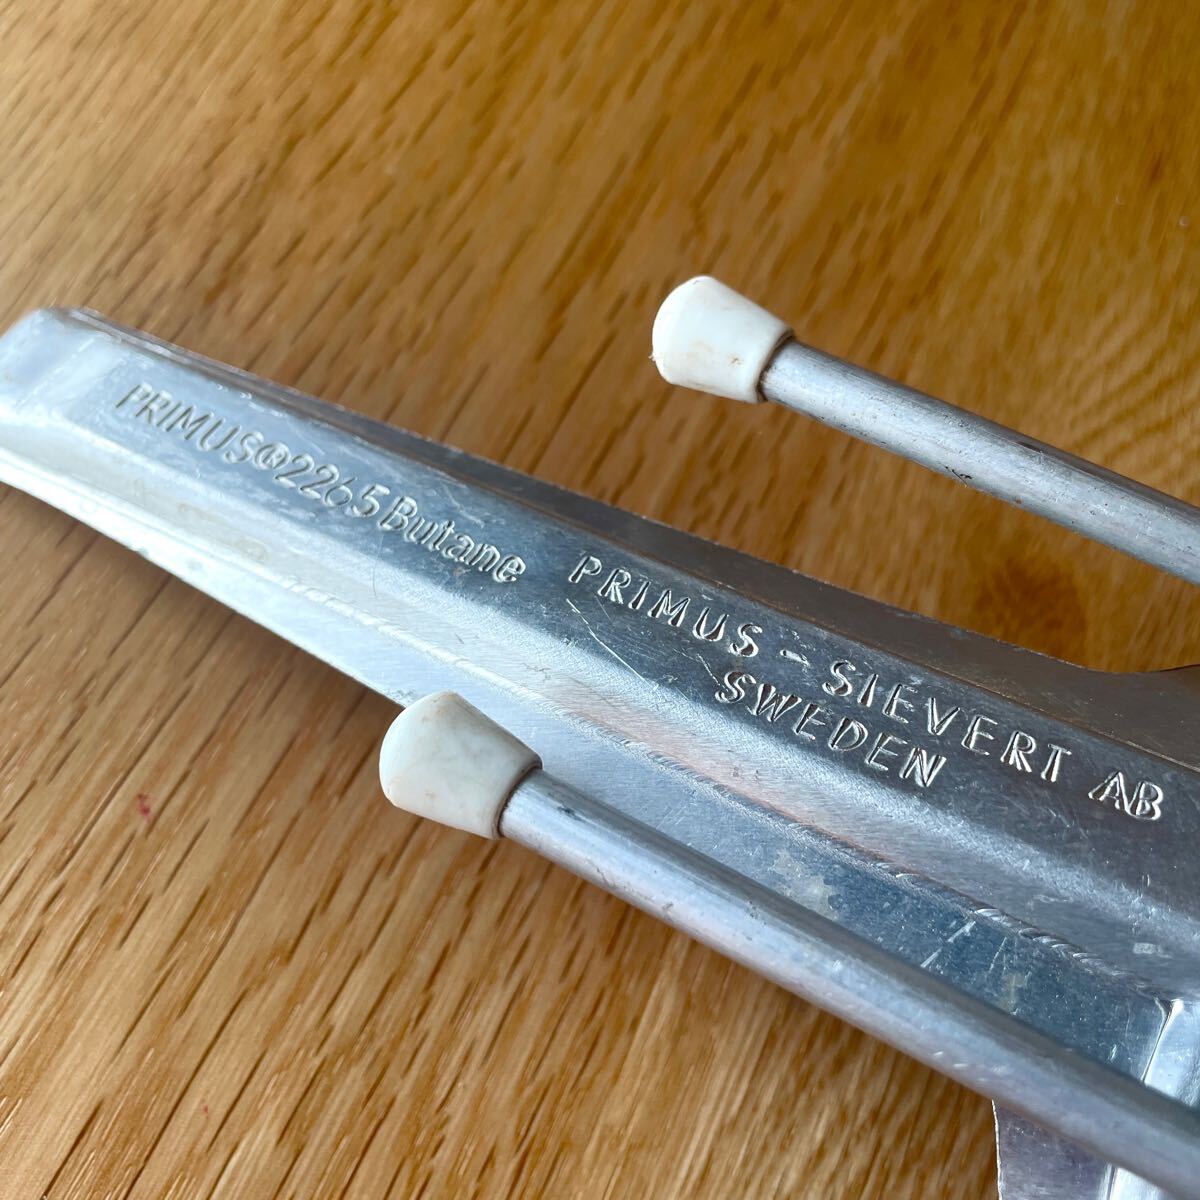 PRIMUS®2265 Butane
PRIMUS - SIEVERT AB
SWEDEN